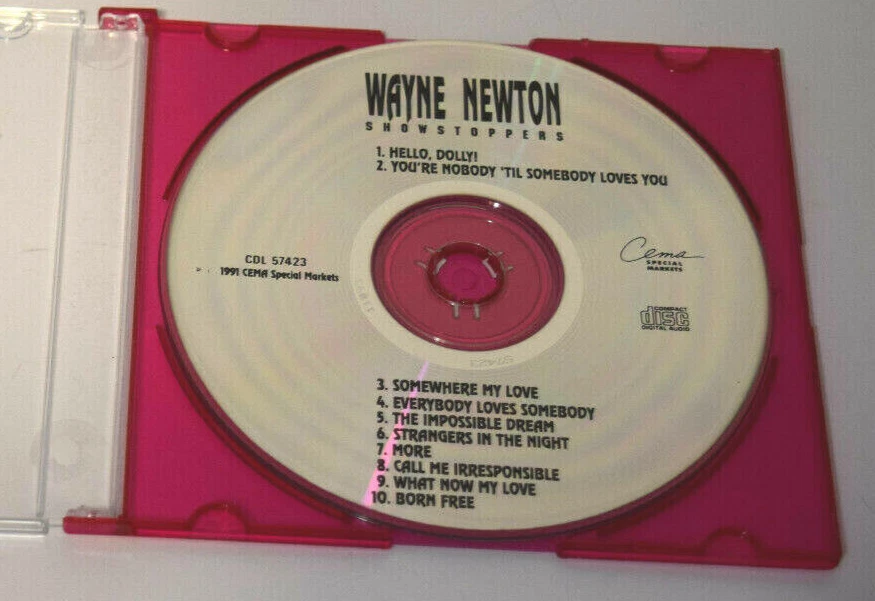 WAYNE NEWTON
SHOWSTOPPERS
1. HELLO, DOLLY!
2. YOU'RE NOBODY 'TIL SOMEBODY LOVES YOU
CDL 57423
1991 CEMA Special Markets
Cema
SPECIAL
MARKETS
COMPACT
disc
DIGITAL AUDIO
57423
3. SOMEWHERE MY LOVE
4. EVERYBODY LOVES SOMEBODY
5. THE IMPOSSIBLE DREAM
6. STRANGERS IN THE NIGHT
7. MORE
8. CALL ME IRRESPONSIBLE
9. WHAT NOW MY LOVE
10. BORN FREE